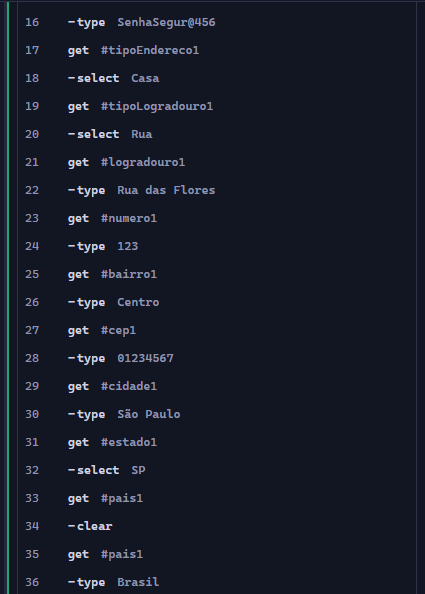 16 -type SenhaSegur@456
17 get #tipoEndereco1
18 -select Casa
19 get #tipoLogradouro1
20 -select Rua
21 get #logradouro1
22 -type Rua das Flores
23 get #numero1
24 -type 123
25 get #bairro1
26 -type Centro
27 get #cep1
28 -type 01234567
29 get #cidade1
30 -type São Paulo
31 get #estado1
32 -select SP
33 get #pais1
34 -clear
35 get #pais1
36 -type Brasil